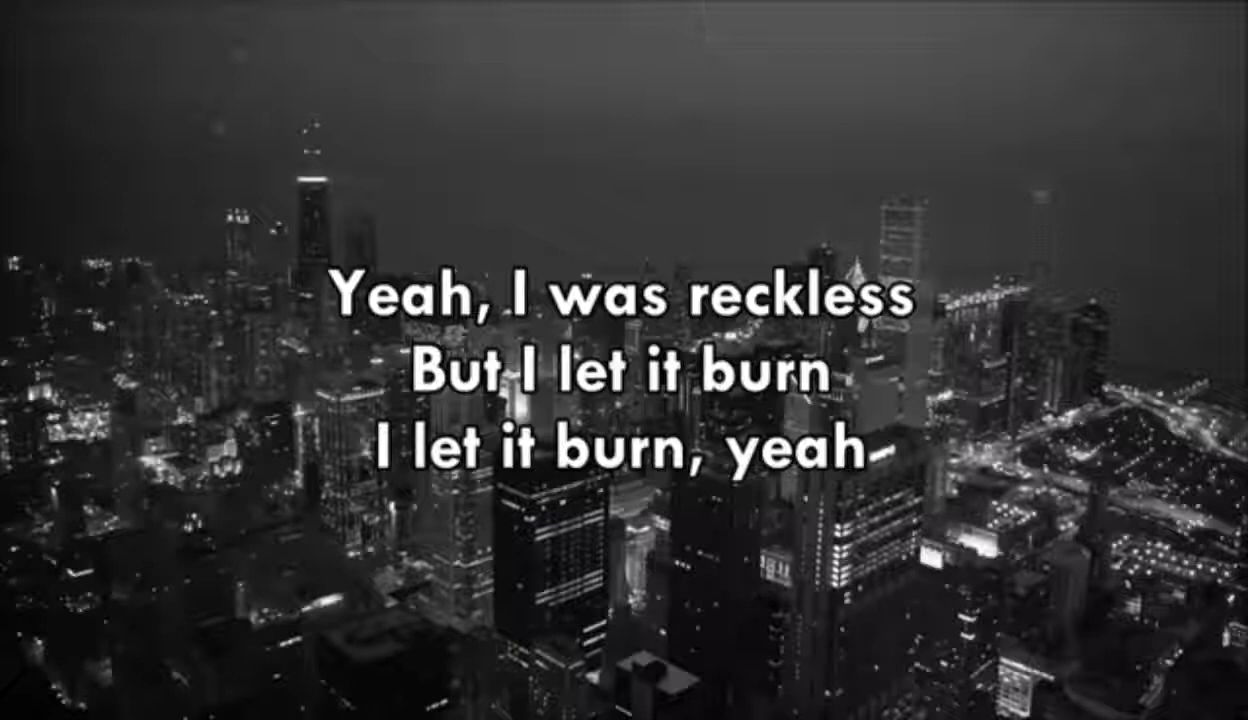 Yeah, I was reckless
But I let it burn
I let it burn, yeah